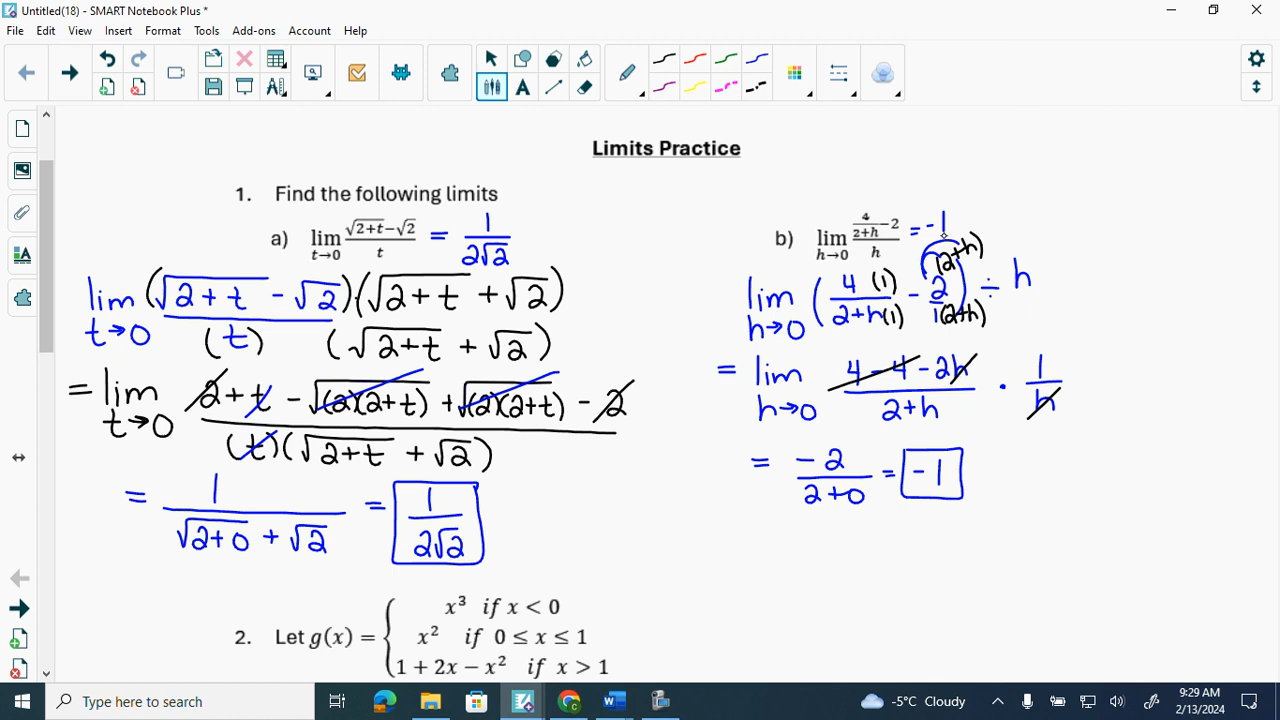 Untitled(18) - SMART Notebook Plus *
File Edit View Insert Format Tools Add-ons Account Help
Limits Practice
1. Find the following limits
a) lim t→0 (√2+t − √2)/t = 1/(2√2)
lim t→0 (√2+t − √2)(√2+t + √2) / (t) (√2+t + √2)
= lim t→0 2+t − √(2)(2+t) + √(2)(2+t) − 2 / (t)(√2+t + √2)
= 1/(√2+0 + √2) = 1/(2√2)
b) lim h→0 (4/(2+h) − 2)/h = -1
lim h→0 ( 4(1)/2+h(1) − 2(2+h)/1(2+h) ) ÷ h
= lim h→0 (4 − 4 − 2h)/(2+h) · 1/h
= −2/(2+0) = -1
2. Let g(x) = { x³ if x < 0
x² if 0 ≤ x ≤ 1
1 + 2x − x² if x > 1
Type here to search
-5°C Cloudy
9:29 AM
2/13/2024